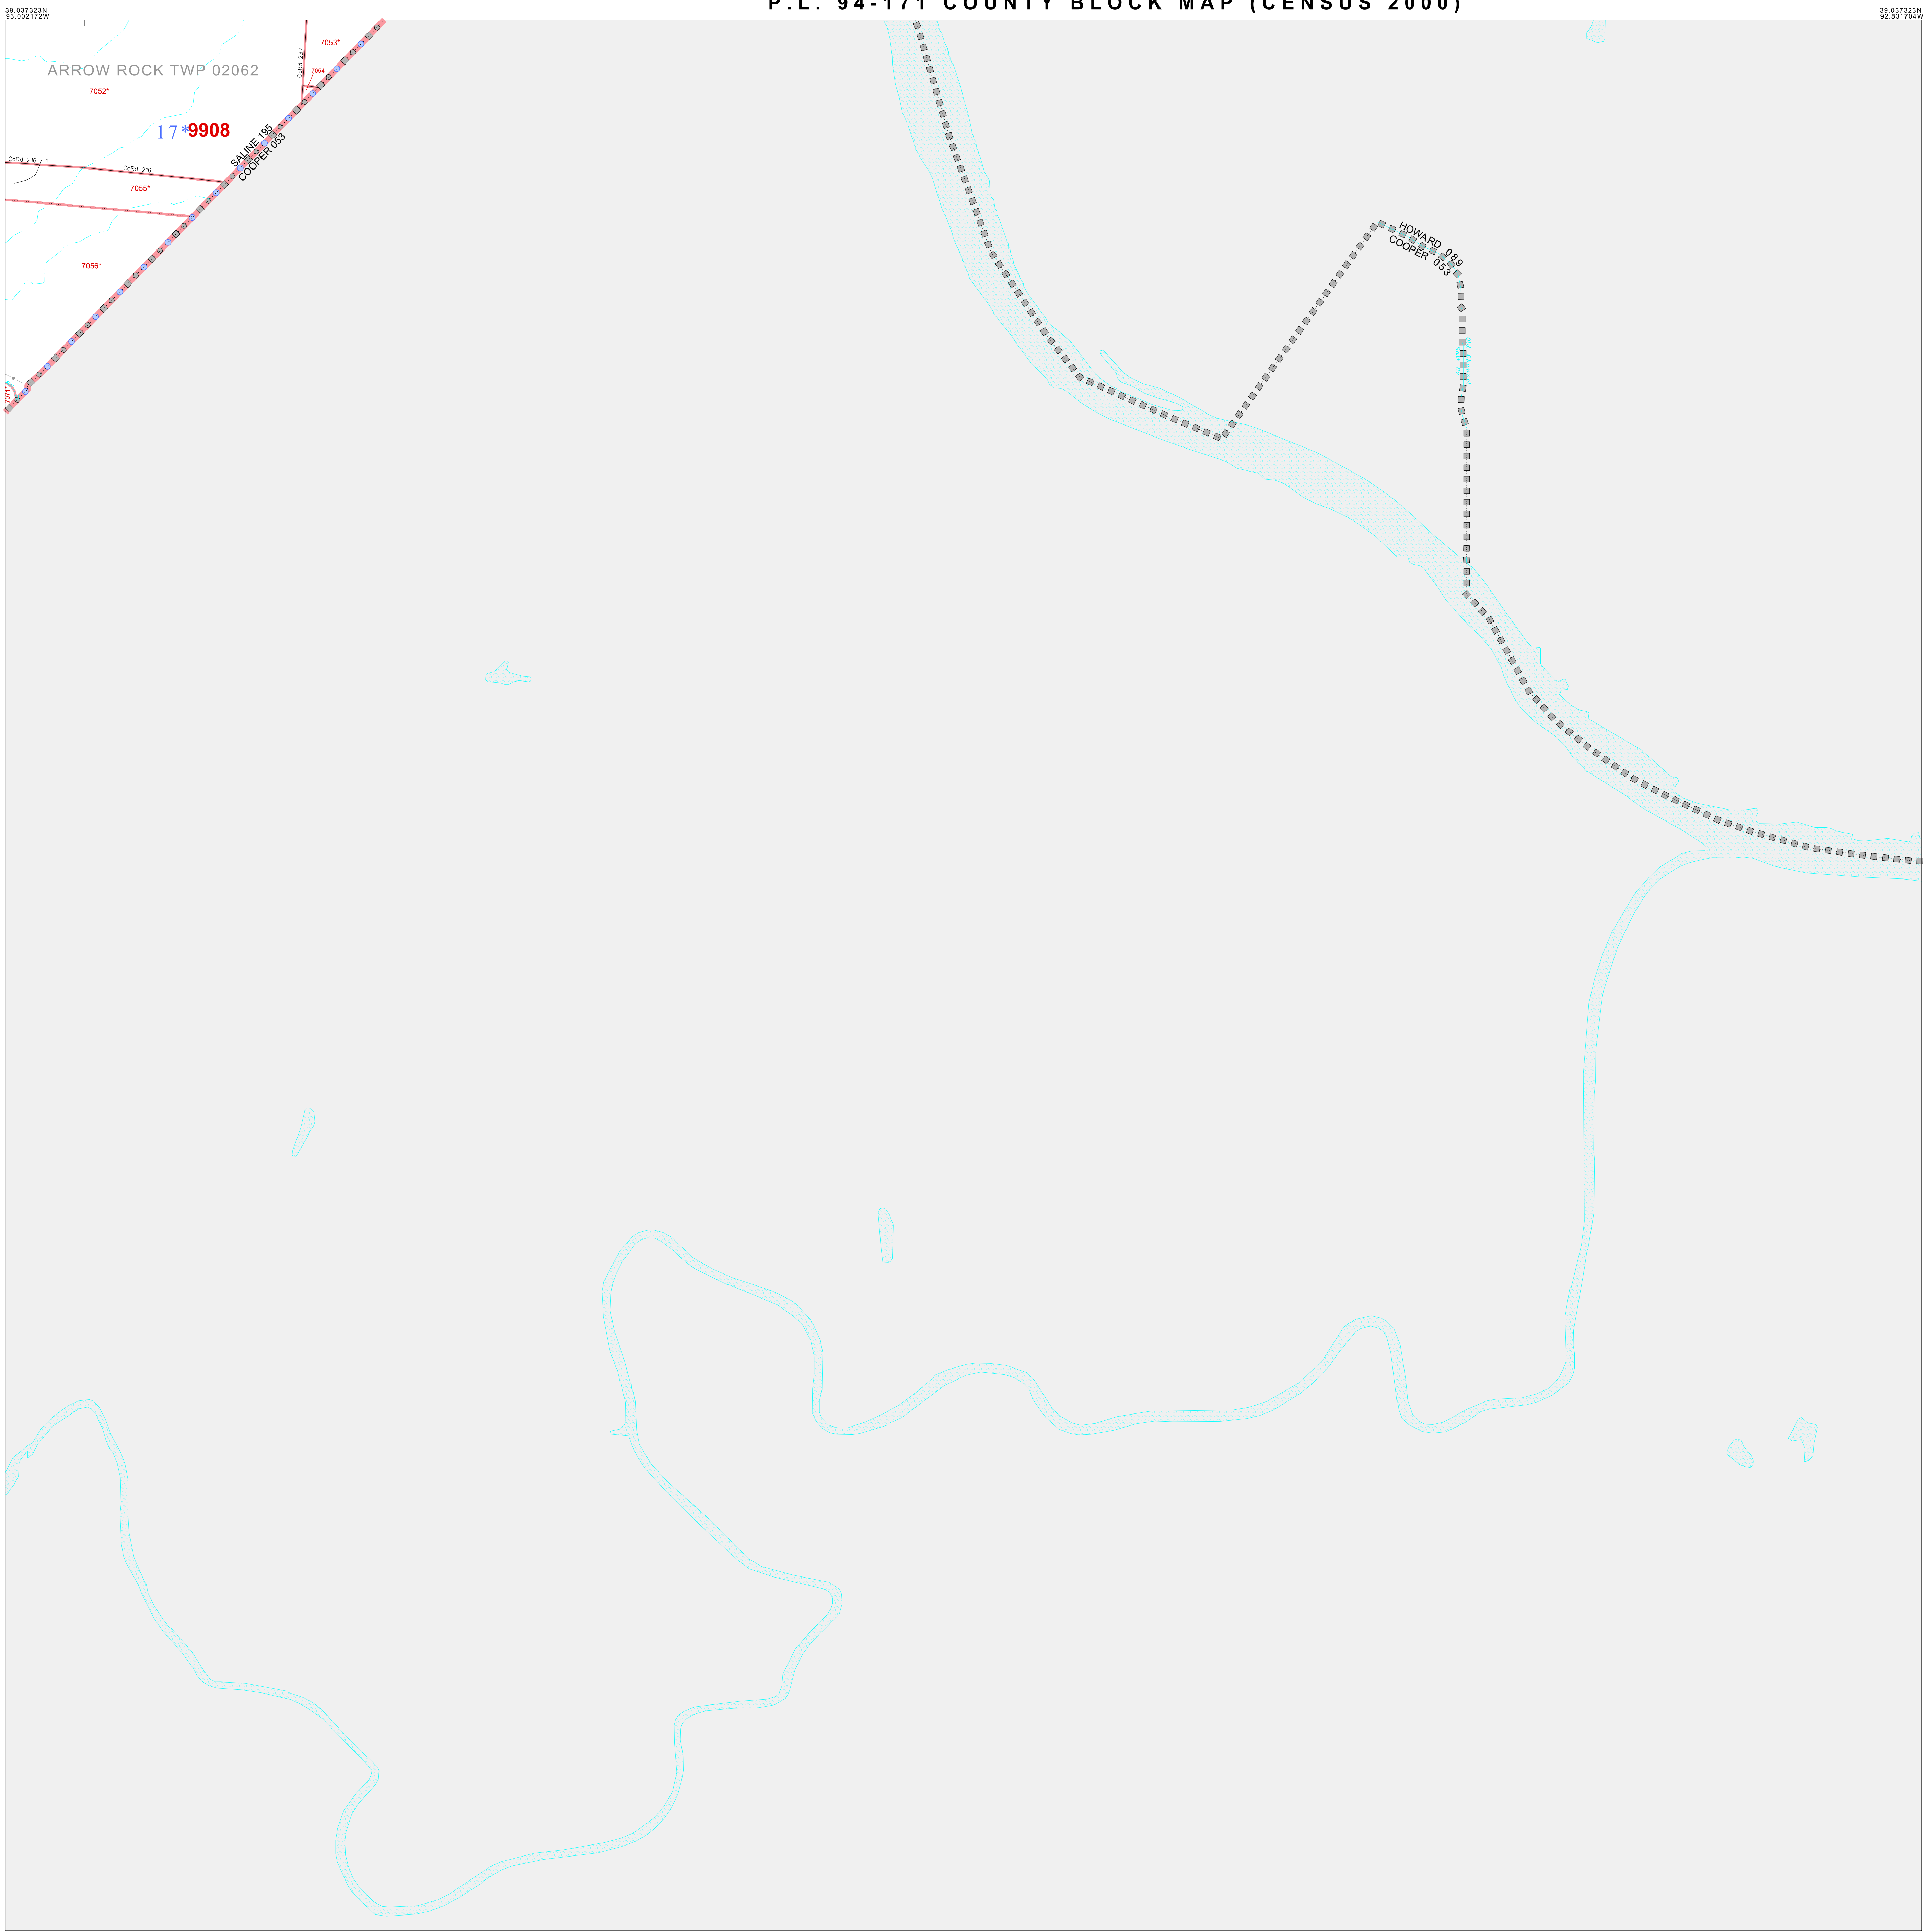 P.L. 94-171 COUNTY BLOCK MAP (CENSUS 2000)
39.037323N
93.002172W
39.037323N
92.831704W
CoRd 237
7053*
7054
ARROW ROCK TWP 02062
7052*
17*9908
SALINE 195
COOPER 053
CoRd 216
1
CoRd 216
7055*
7056*
7071*
HOWARD 089
COOPER 053